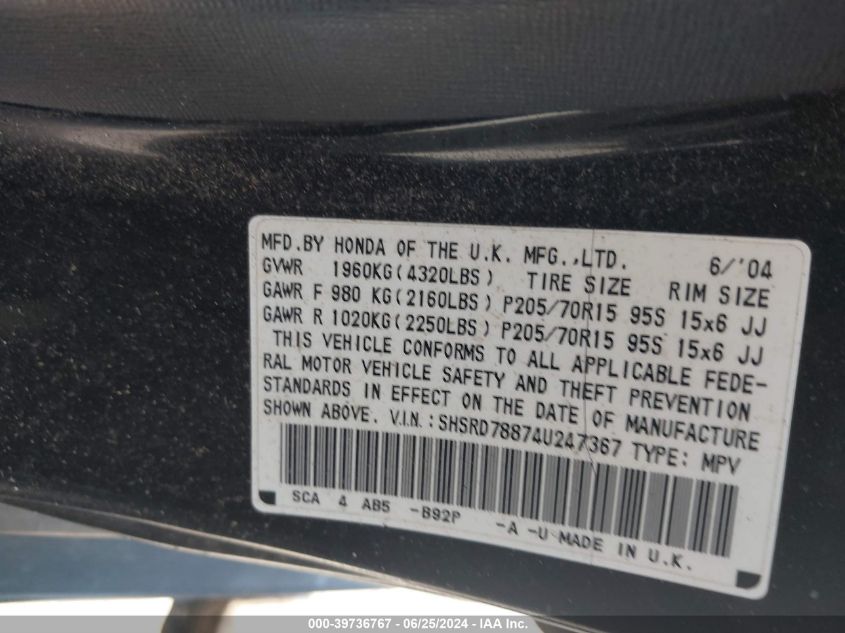 MFD.BY HONDA OF THE U.K. MFG.,LTD. 6/'04
GVWR 1960KG(4320LBS) TIRE SIZE RIM SIZE
GAWR F 980 KG(2160LBS) P205/70R15 95S 15x6 JJ
GAWR R 1020KG(2250LBS) P205/70R15 95S 15x6 JJ
THIS VEHICLE CONFORMS TO ALL APPLICABLE FEDE-
RAL MOTOR VEHICLE SAFETY AND THEFT PREVENTION
STANDARDS IN EFFECT ON THE DATE OF MANUFACTURE
SHOWN ABOVE. V.I.N.:SHSRD78874U247367 TYPE: MPV
SCA 4 AB5 -B92P -A -U MADE IN U.K.
000-39736767 / 06/25/2024 - IAA Inc.